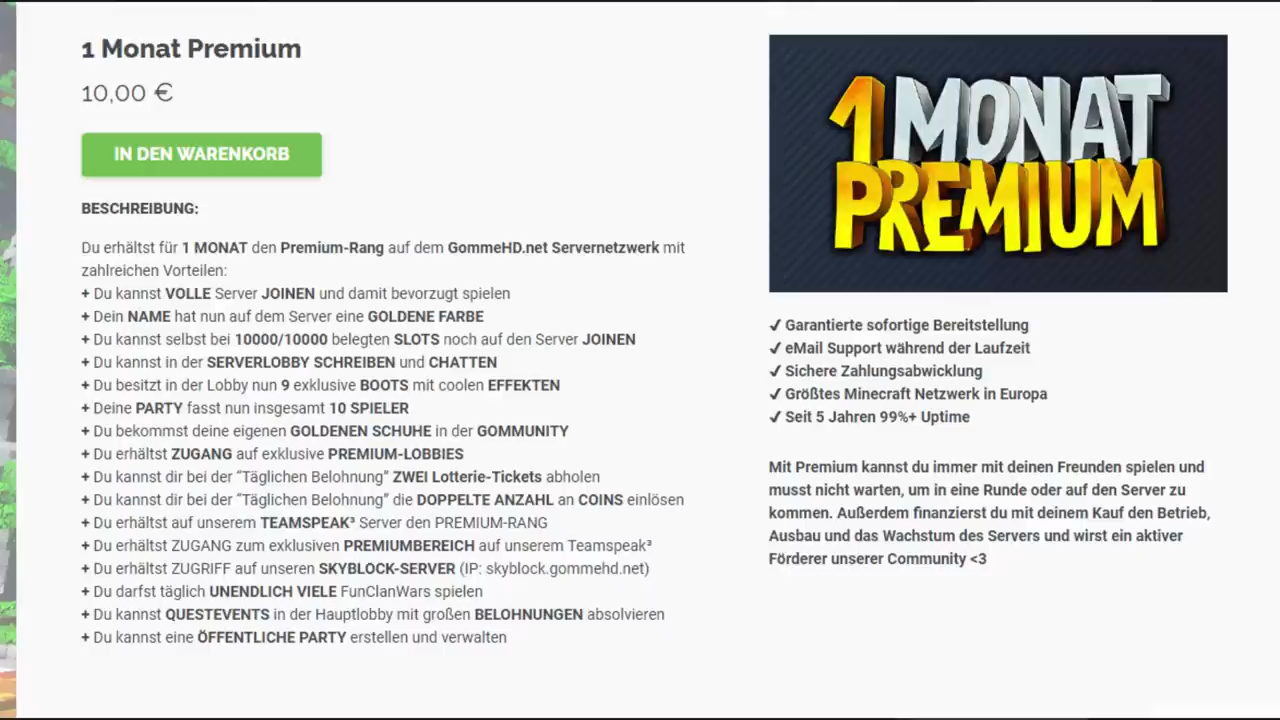 1 Monat Premium
10,00 €
IN DEN WARENKORB
BESCHREIBUNG:
Du erhältst für 1 MONAT den Premium-Rang auf dem GommeHD.net Servernetzwerk mit
zahlreichen Vorteilen:
+ Du kannst VOLLE Server JOINEN und damit bevorzugt spielen
+ Dein NAME hat nun auf dem Server eine GOLDENE FARBE
+ Du kannst selbst bei 10000/10000 belegten SLOTS noch auf den Server JOINEN
+ Du kannst in der SERVERLOBBY SCHREIBEN und CHATTEN
+ Du besitzt in der Lobby nun 9 exklusive BOOTS mit coolen EFFEKTEN
+ Deine PARTY fasst nun insgesamt 10 SPIELER
+ Du bekommst deine eigenen GOLDENEN SCHUHE in der GOMMUNITY
+ Du erhältst ZUGANG auf exklusive PREMIUM-LOBBIES
+ Du kannst dir bei der “Täglichen Belohnung” ZWEI Lotterie-Tickets abholen
+ Du kannst dir bei der “Täglichen Belohnung” die DOPPELTE ANZAHL an COINS einlösen
+ Du erhältst auf unserem TEAMSPEAK³ Server den PREMIUM-RANG
+ Du erhältst ZUGANG zum exklusiven PREMIUMBEREICH auf unserem Teamspeak³
+ Du erhältst ZUGRIFF auf unseren SKYBLOCK-SERVER (IP: skyblock.gommehd.net)
+ Du darfst täglich UNENDLICH VIELE FunClanWars spielen
+ Du kannst QUESTEVENTS in der Hauptlobby mit großen BELOHNUNGEN absolvieren
+ Du kannst eine ÖFFENTLICHE PARTY erstellen und verwalten
1 MONAT
PREMIUM
✓ Garantierte sofortige Bereitstellung
✓ eMail Support während der Laufzeit
✓ Sichere Zahlungsabwicklung
✓ Größtes Minecraft Netzwerk in Europa
✓ Seit 5 Jahren 99%+ Uptime
Mit Premium kannst du immer mit deinen Freunden spielen und
musst nicht warten, um in eine Runde oder auf den Server zu
kommen. Außerdem finanzierst du mit deinem Kauf den Betrieb,
Ausbau und das Wachstum des Servers und wirst ein aktiver
Förderer unserer Community <3